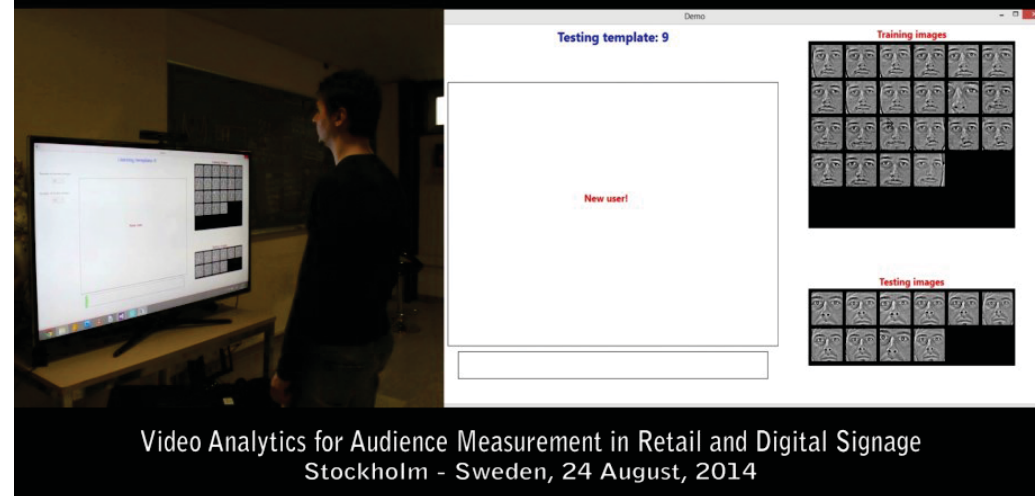 Demo
Testing template: 9
Training images
New user!
Testing images
Video Analytics for Audience Measurement in Retail and Digital Signage
Stockholm - Sweden, 24 August, 2014